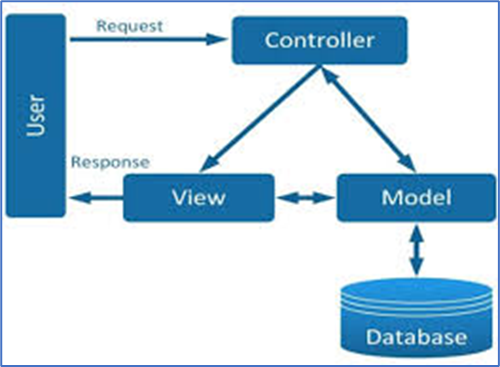 Request
Controller
User
Response
View
Model
Database